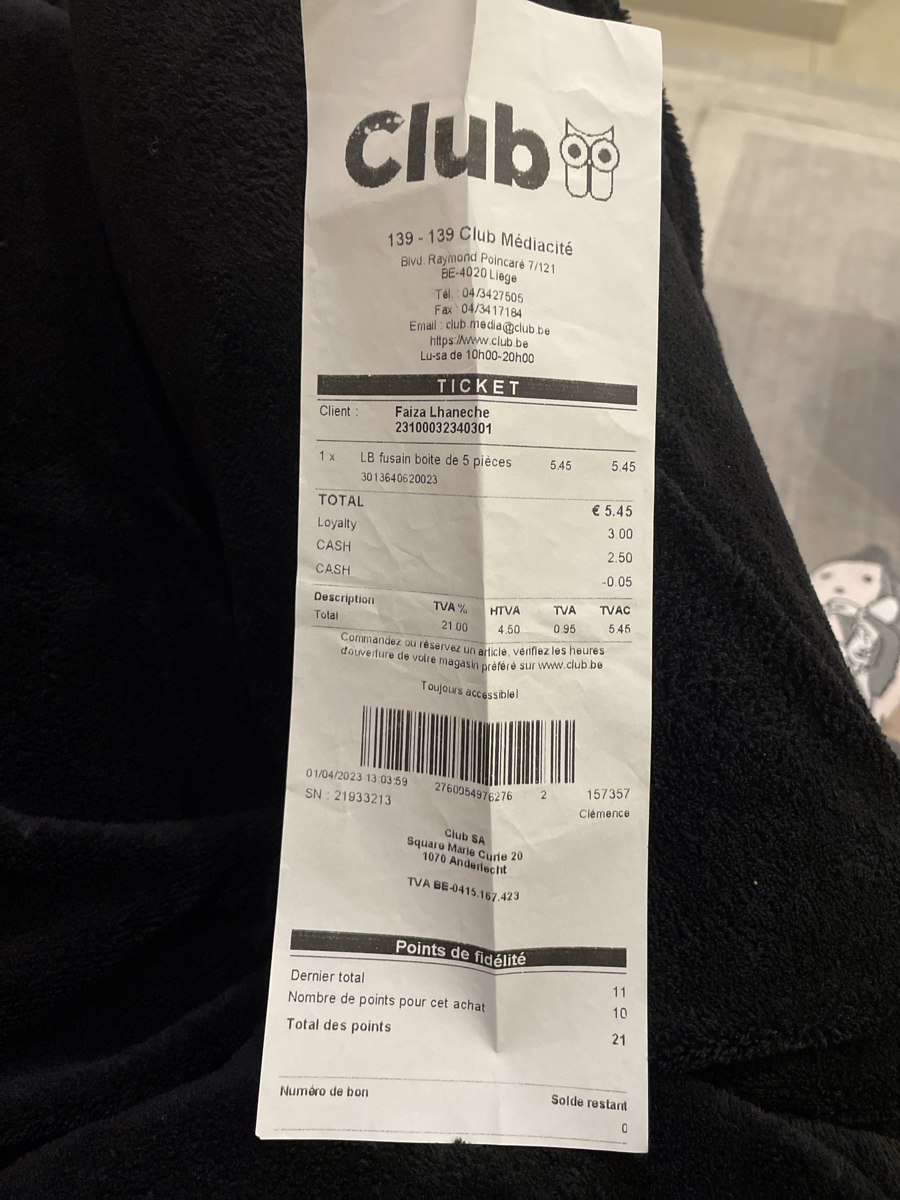 Club
139 - 139 Club Médiacité
Blvd. Raymond Poincaré 7/121
BE-4020 Liege
Tél. : 04/3427505
Fax : 04/3417184
Email : club.media@club.be
https://www.club.be
Lu-sa de 10h00-20h00
TICKET
Client : Faiza Lhaneche
23100032340301
1 x LB fusain boite de 5 pièces 5.45 5.45
3013640620023
TOTAL € 5.45
Loyalty 3.00
CASH 2.50
CASH -0.05
Description TVA % HTVA TVA TVAC
Total 21.00 4.50 0.95 5.45
Commandez ou réservez un article, vérifiez les heures
d'ouverture de votre magasin préféré sur www.club.be
Toujours accessible!
01/04/2023 13:03:59 2760954976276 2 157357
SN : 21933213 Clémence
Club SA
Square Marie Curie 20
1070 Anderlecht
TVA BE-0415.167.423
Points de fidélité
Dernier total 11
Nombre de points pour cet achat 10
Total des points 21
Numéro de bon Solde restant
0